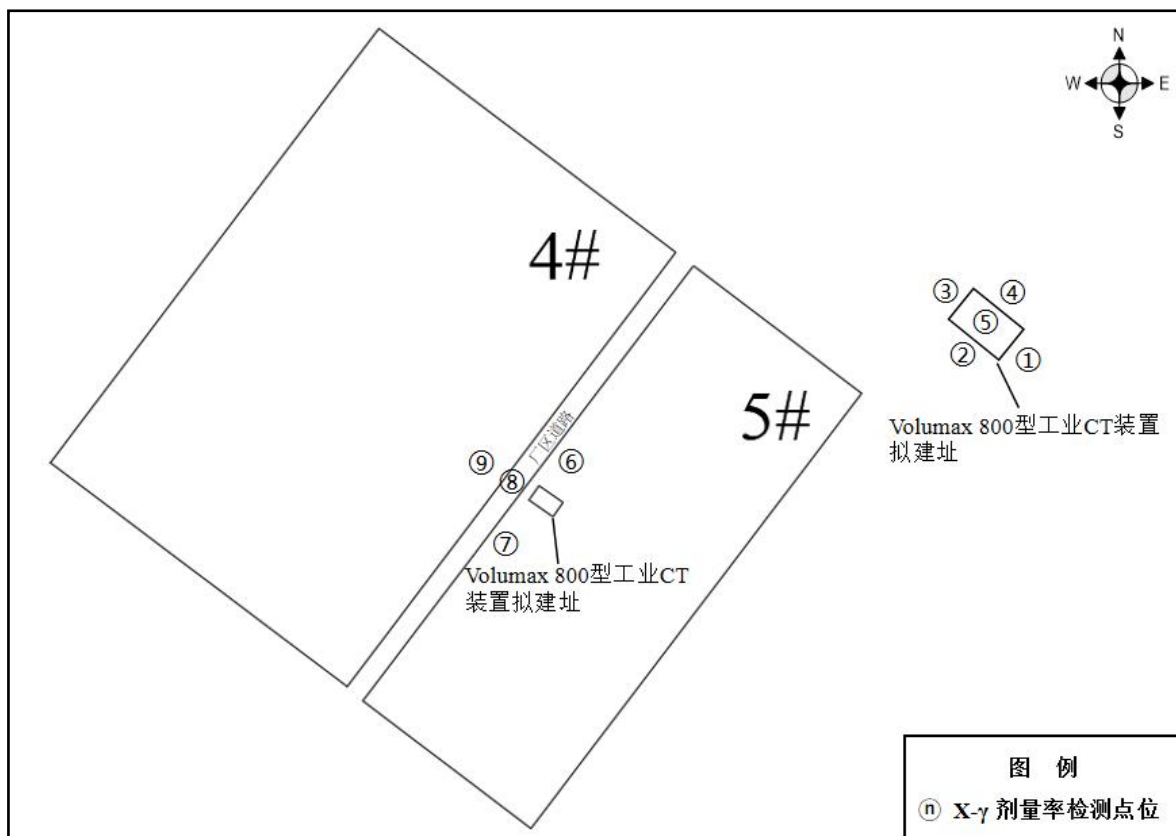 N
W E
S
4#
③ ④
⑤
② ①
5#
Volumax 800型工业CT装置
拟建址
厂区道路
⑨ ⑥
⑧
⑦
Volumax 800型工业CT
装置拟建址
图 例
ⓝ X-γ 剂量率检测点位